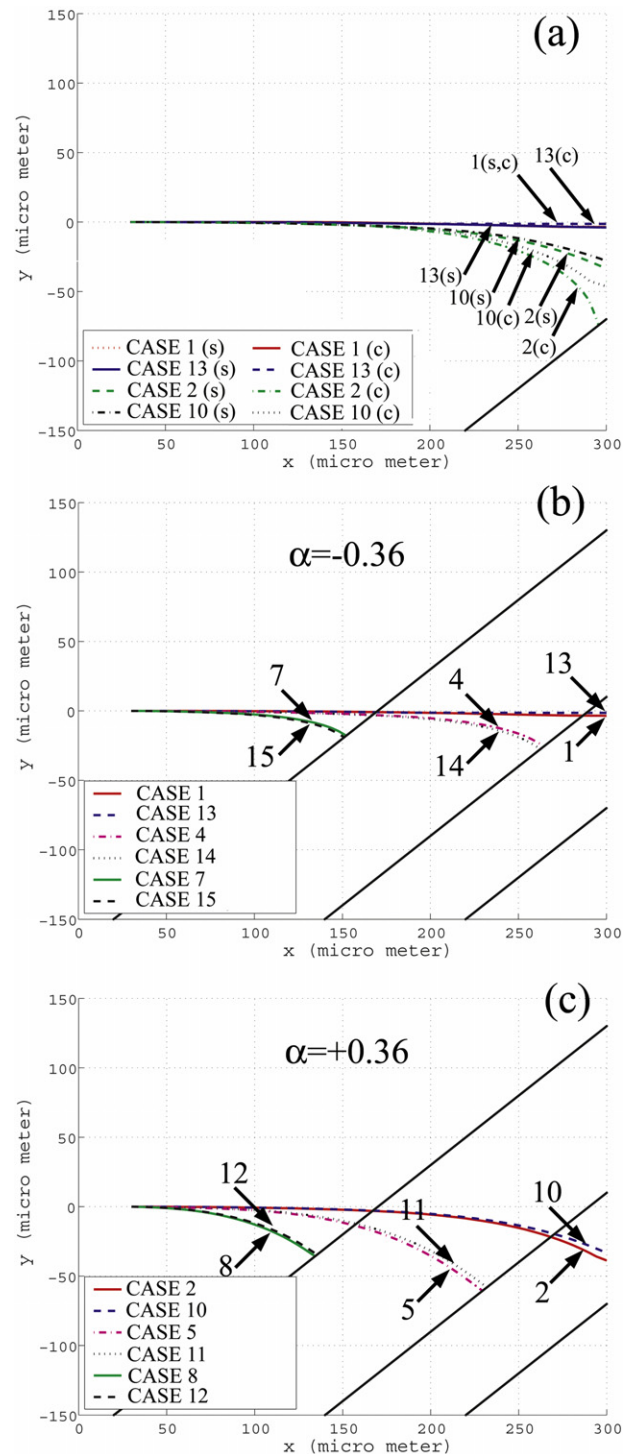 (a)
150
100
50
0
-50
-100
-150
y (micro meter)
1(s,c)
13(c)
13(s)
10(s)
10(c)
2(s)
2(c)
CASE 1 (s)
CASE 1 (c)
CASE 13 (s)
CASE 13 (c)
CASE 2 (s)
CASE 2 (c)
CASE 10 (s)
CASE 10 (c)
0
50
100
150
200
250
300
x (micro meter)
(b)
α=-0.36
150
100
50
0
-50
-100
-150
y (micro meter)
7
4
13
15
14
1
CASE 1
CASE 13
CASE 4
CASE 14
CASE 7
CASE 15
0
50
100
150
200
250
300
x (micro meter)
(c)
α=+0.36
150
100
50
0
-50
-100
-150
y (micro meter)
12
11
10
8
5
2
CASE 2
CASE 10
CASE 5
CASE 11
CASE 8
CASE 12
0
50
100
150
200
250
300
x (micro meter)